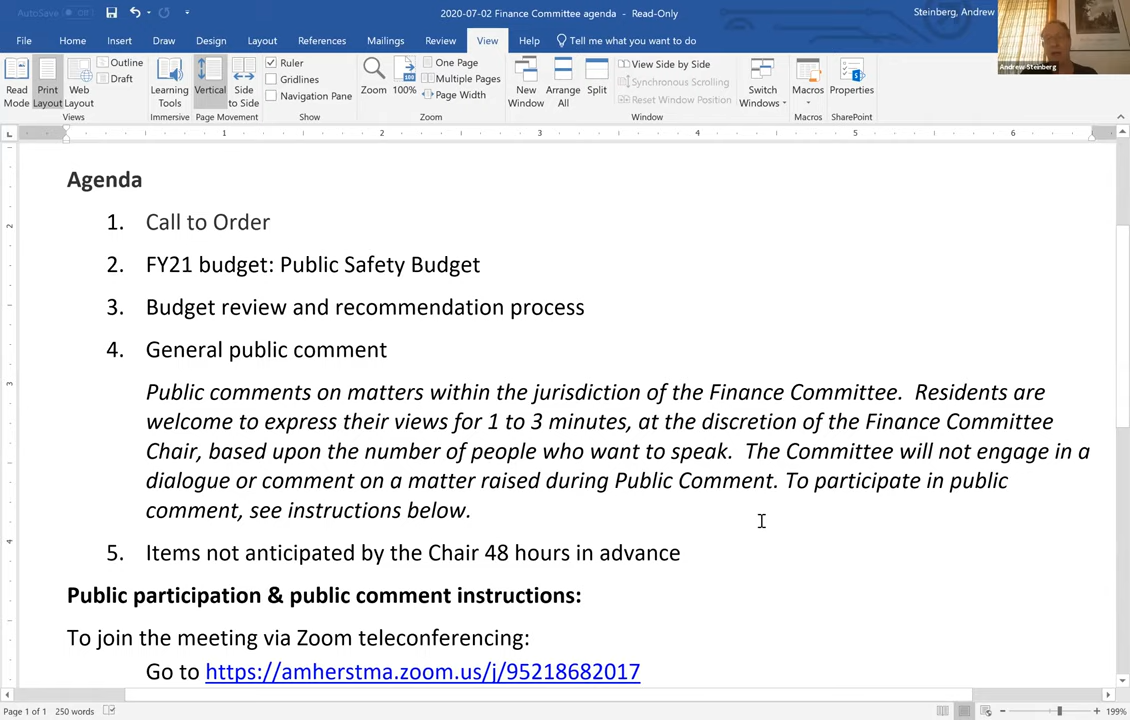 AutoSave Off 2020-07-02 Finance Committee agenda - Read-Only Steinberg, Andrew
File Home Insert Draw Design Layout References Mailings Review View Help Tell me what you want to do
Andrew Steinberg
Read Mode
Print Layout
Web Layout
Outline
Draft
Views
Learning Tools
Immersive
Vertical
Side to Side
Page Movement
Ruler
Gridlines
Navigation Pane
Show
Zoom
100%
One Page
Multiple Pages
Page Width
Zoom
New Window
Arrange All
Split
View Side by Side
Synchronous Scrolling
Reset Window Position
Window
Switch Windows
Macros
Macros
Properties
SharePoint
1 2 3 4 5 6
Agenda
1. Call to Order
2. FY21 budget: Public Safety Budget
3. Budget review and recommendation process
4. General public comment
Public comments on matters within the jurisdiction of the Finance Committee. Residents are
welcome to express their views for 1 to 3 minutes, at the discretion of the Finance Committee
Chair, based upon the number of people who want to speak. The Committee will not engage in a
dialogue or comment on a matter raised during Public Comment. To participate in public
comment, see instructions below.
5. Items not anticipated by the Chair 48 hours in advance
Public participation & public comment instructions:
To join the meeting via Zoom teleconferencing:
Go to https://amherstma.zoom.us/j/95218682017
Page 1 of 1 250 words 199%